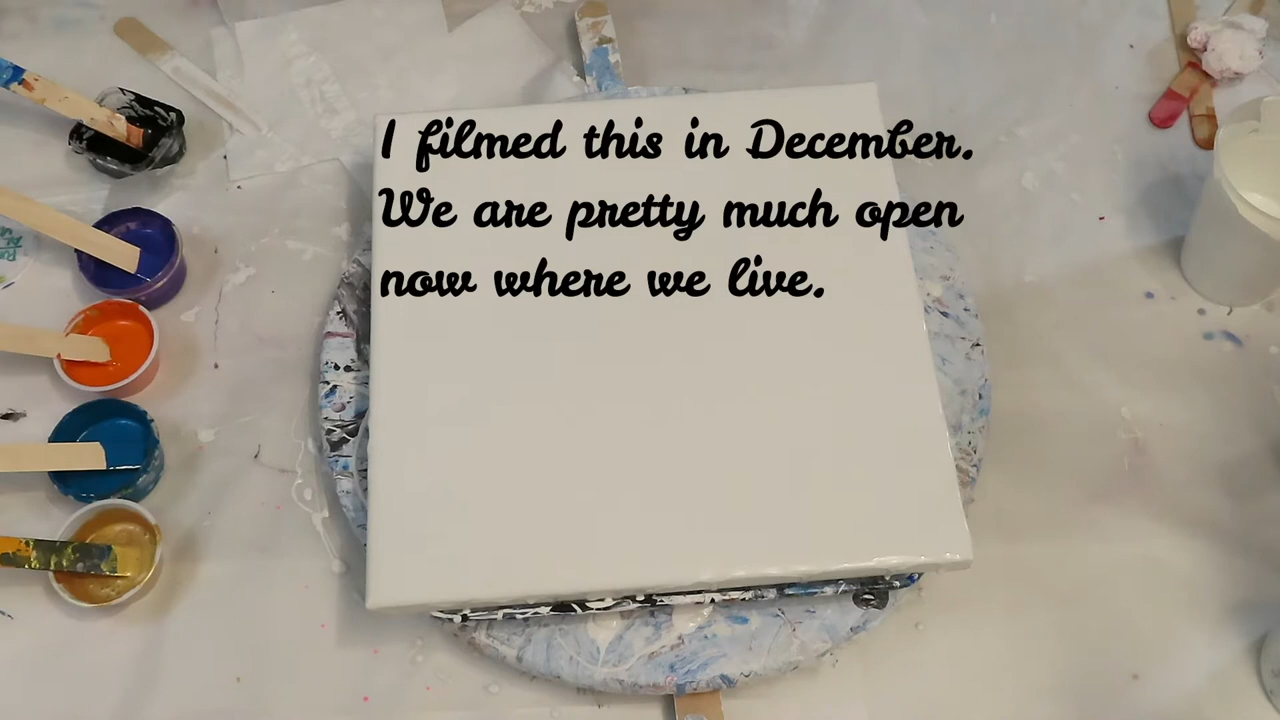 I filmed this in December.
We are pretty much open
now where we live.